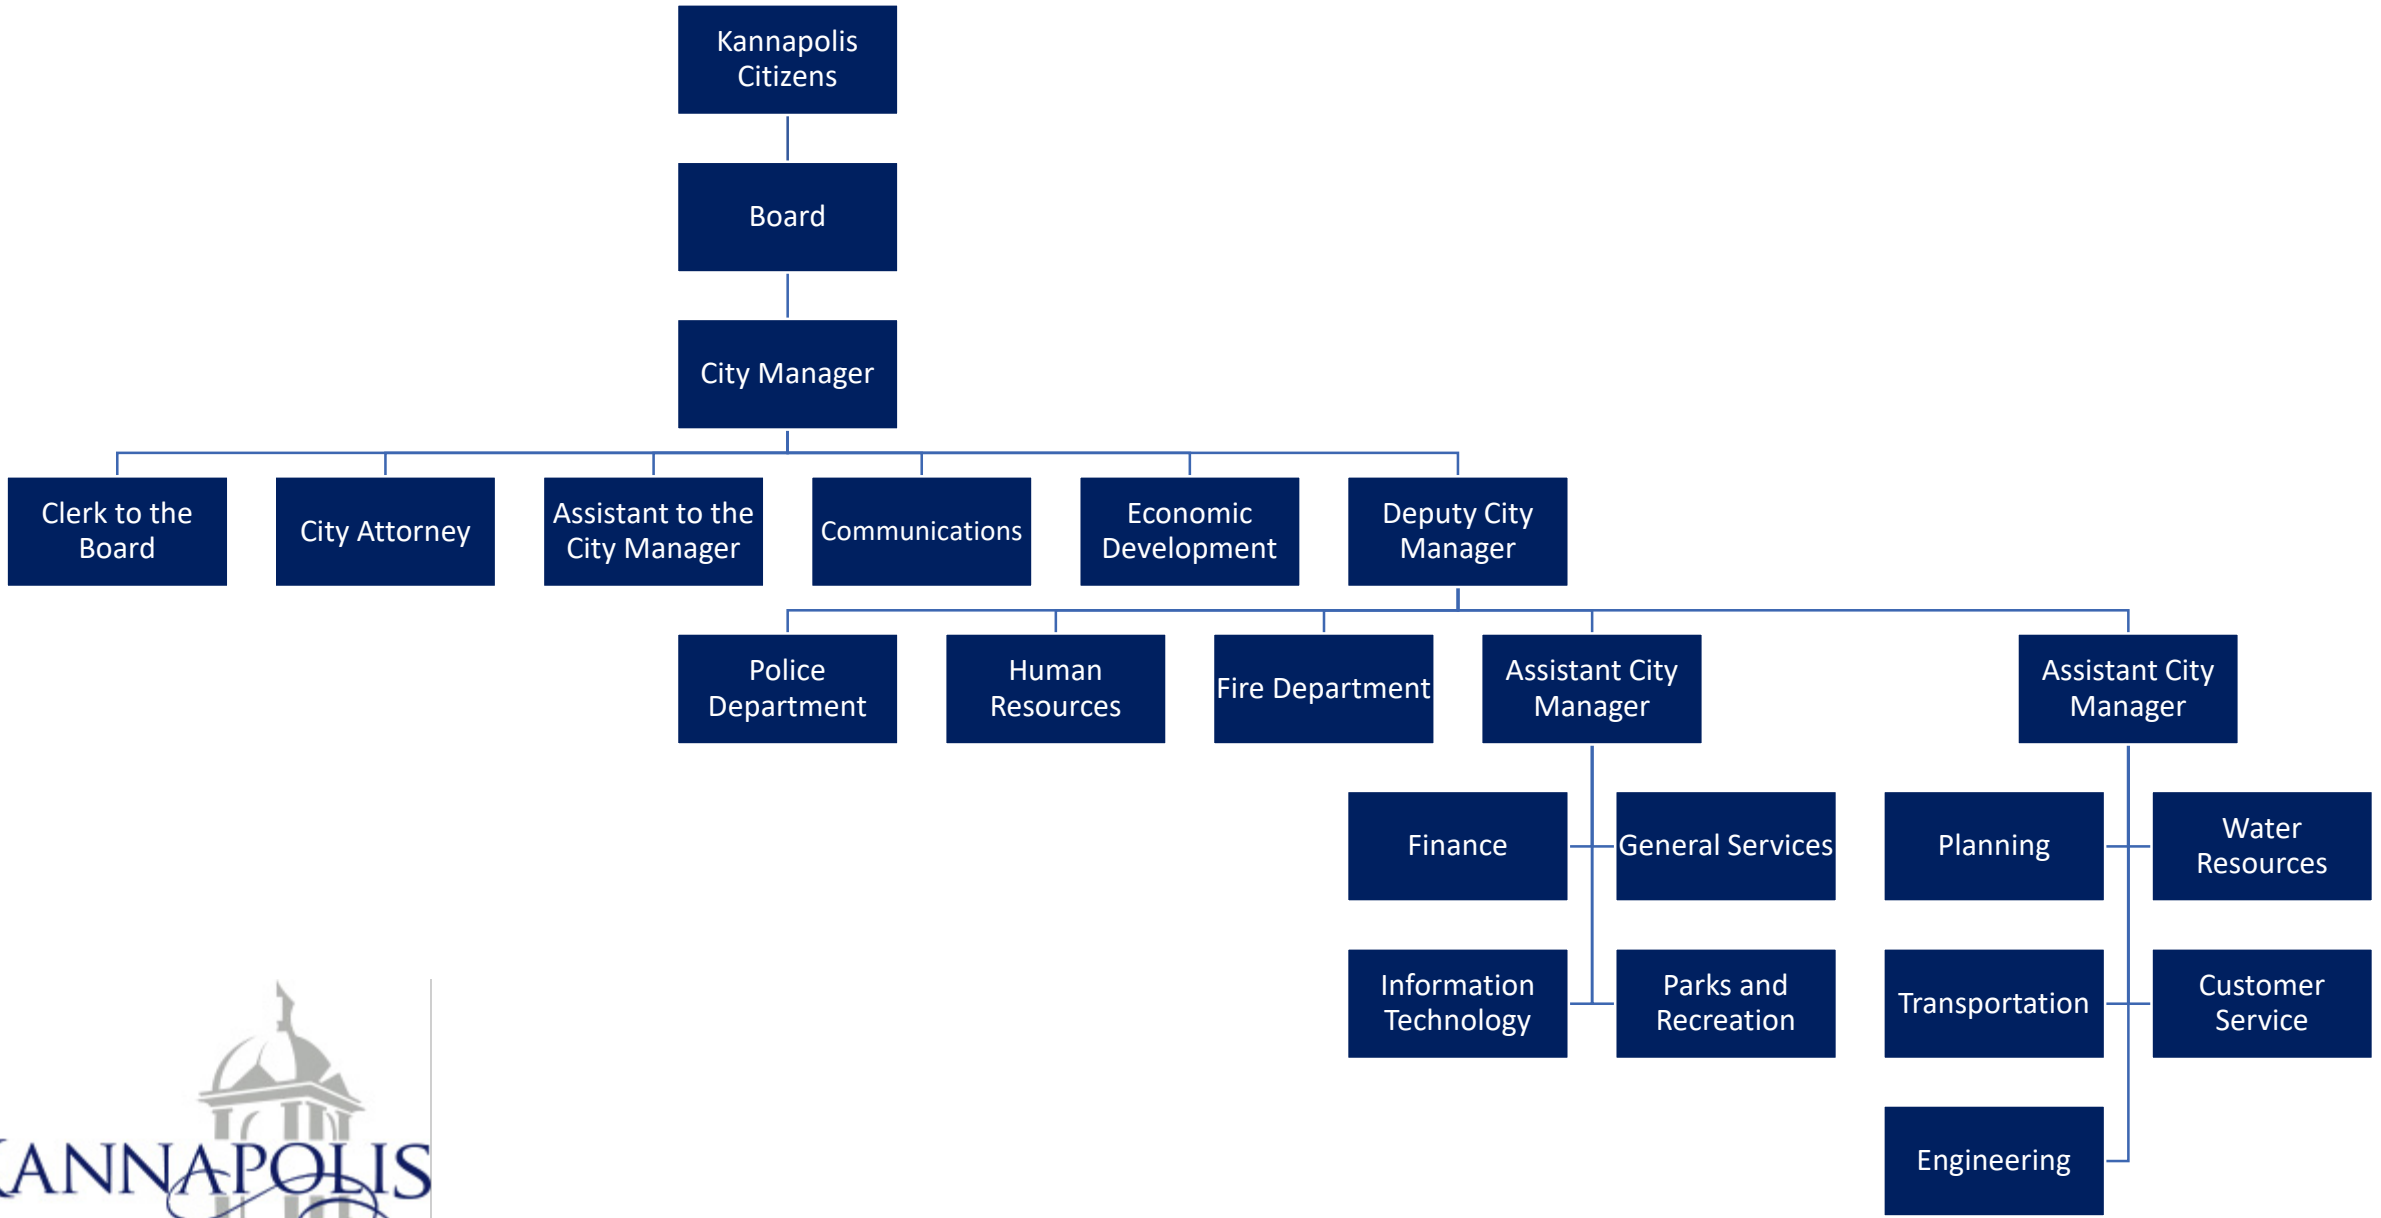 Kannapolis
Citizens
Board
City Manager
Clerk to the
Board
City Attorney
Assistant to the
City Manager
Communications
Economic
Development
Deputy City
Manager
Police
Department
Human
Resources
Fire Department
Assistant City
Manager
Assistant City
Manager
Finance
General Services
Planning
Water
Resources
Information
Technology
Parks and
Recreation
Transportation
Customer
Service
Engineering
KANNAPOLIS